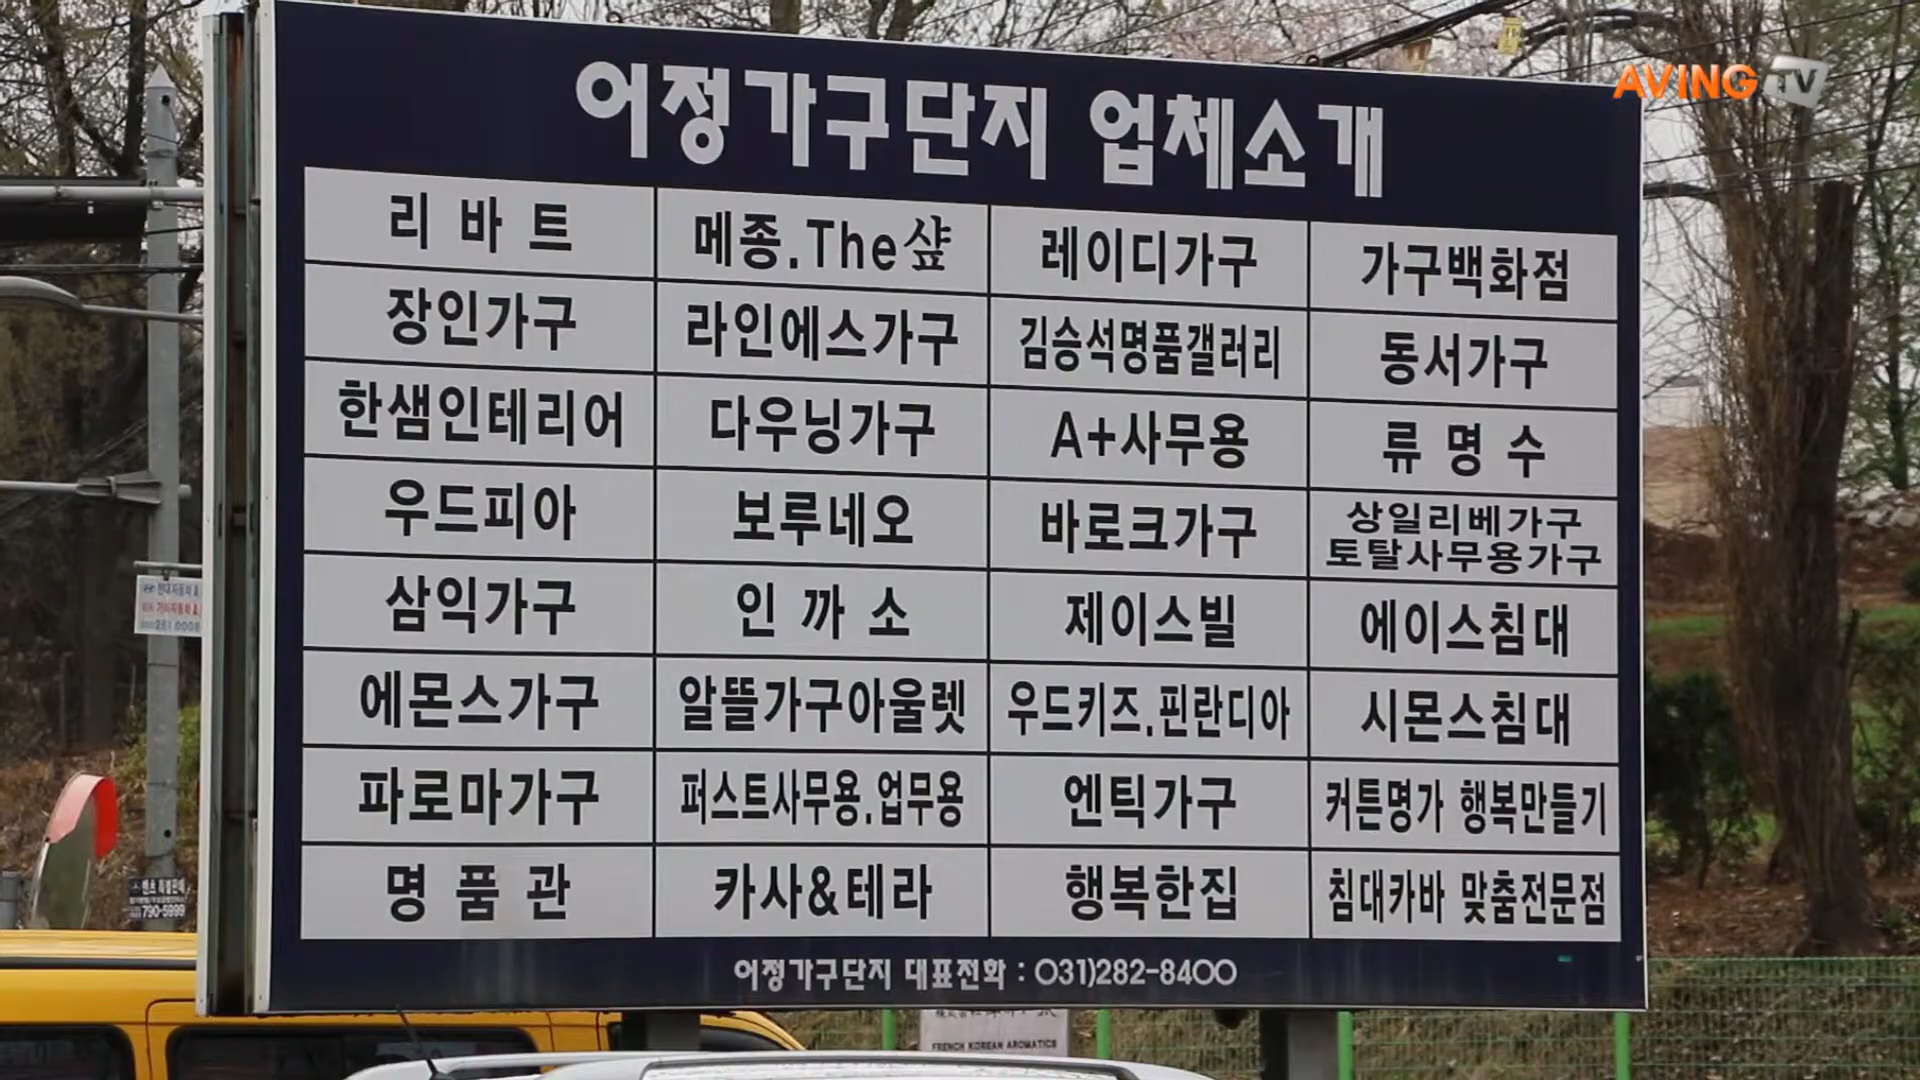 어정가구단지 업체소개
AVING TV
리바트 메종.The샾 레이디가구 가구백화점
장인가구 라인에스가구 김승석명품갤러리 동서가구
한샘인테리어 다우닝가구 A+사무용 류명수
우드피아 보루네오 바로크가구 상일리베가구
토탈사무용가구
삼익가구 인까소 제이스빌 에이스침대
에몬스가구 알뜰가구아울렛 우드키즈.핀란디아 시몬스침대
파로마가구 퍼스트사무용.업무용 엔틱가구 커튼명가 행복만들기
명품관 카사&테라 행복한집 침대카바 맞춤전문점
어정가구단지 대표전화 : 031)282-8400
790-5999
FRENCH KOREAN AROMATICS